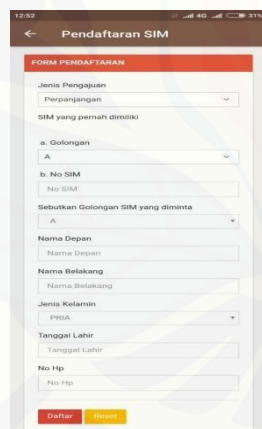 12:52 4G 31%
Pendaftaran SIM
FORM PENDAFTARAN
Jenis Pengajuan
Perpanjangan
SIM yang pernah dimiliki
a. Golongan
A
b. No SIM
No SIM
Sebutkan Golongan SIM yang diminta
A
Nama Depan
Nama Depan
Nama Belakang
Nama Belakang
Jenis Kelamin
PRIA
Tanggal Lahir
Tanggal Lahir
No Hp
No Hp
Daftar Reset